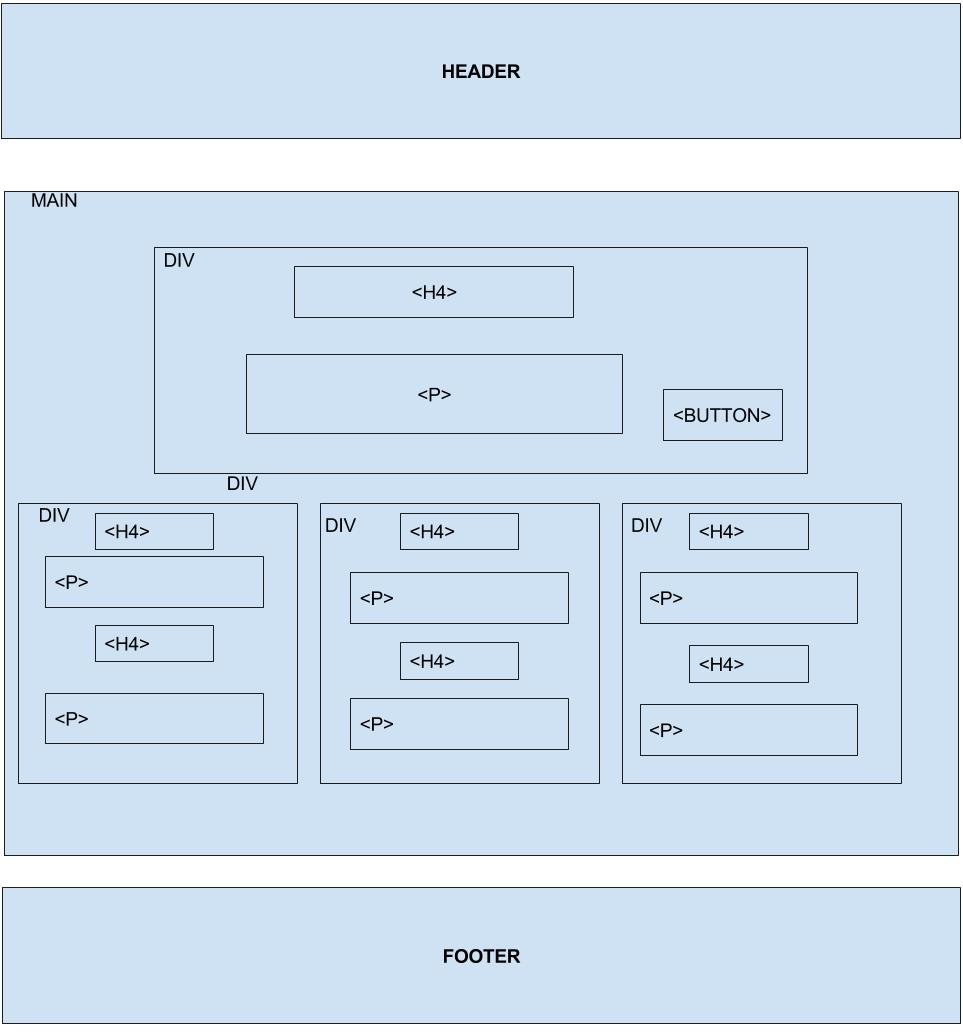 HEADER
MAIN
DIV
<H4>
<P>
<BUTTON>
DIV
DIV
<H4>
<P>
<H4>
<P>
DIV
<H4>
<P>
<H4>
<P>
DIV
<H4>
<P>
<H4>
<P>
FOOTER